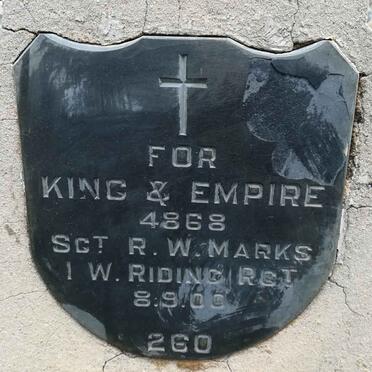 FOR
KING & EMPIRE
4868
SGT R. W. MARKS
1 W. RIDING RGT
8.9.00
260